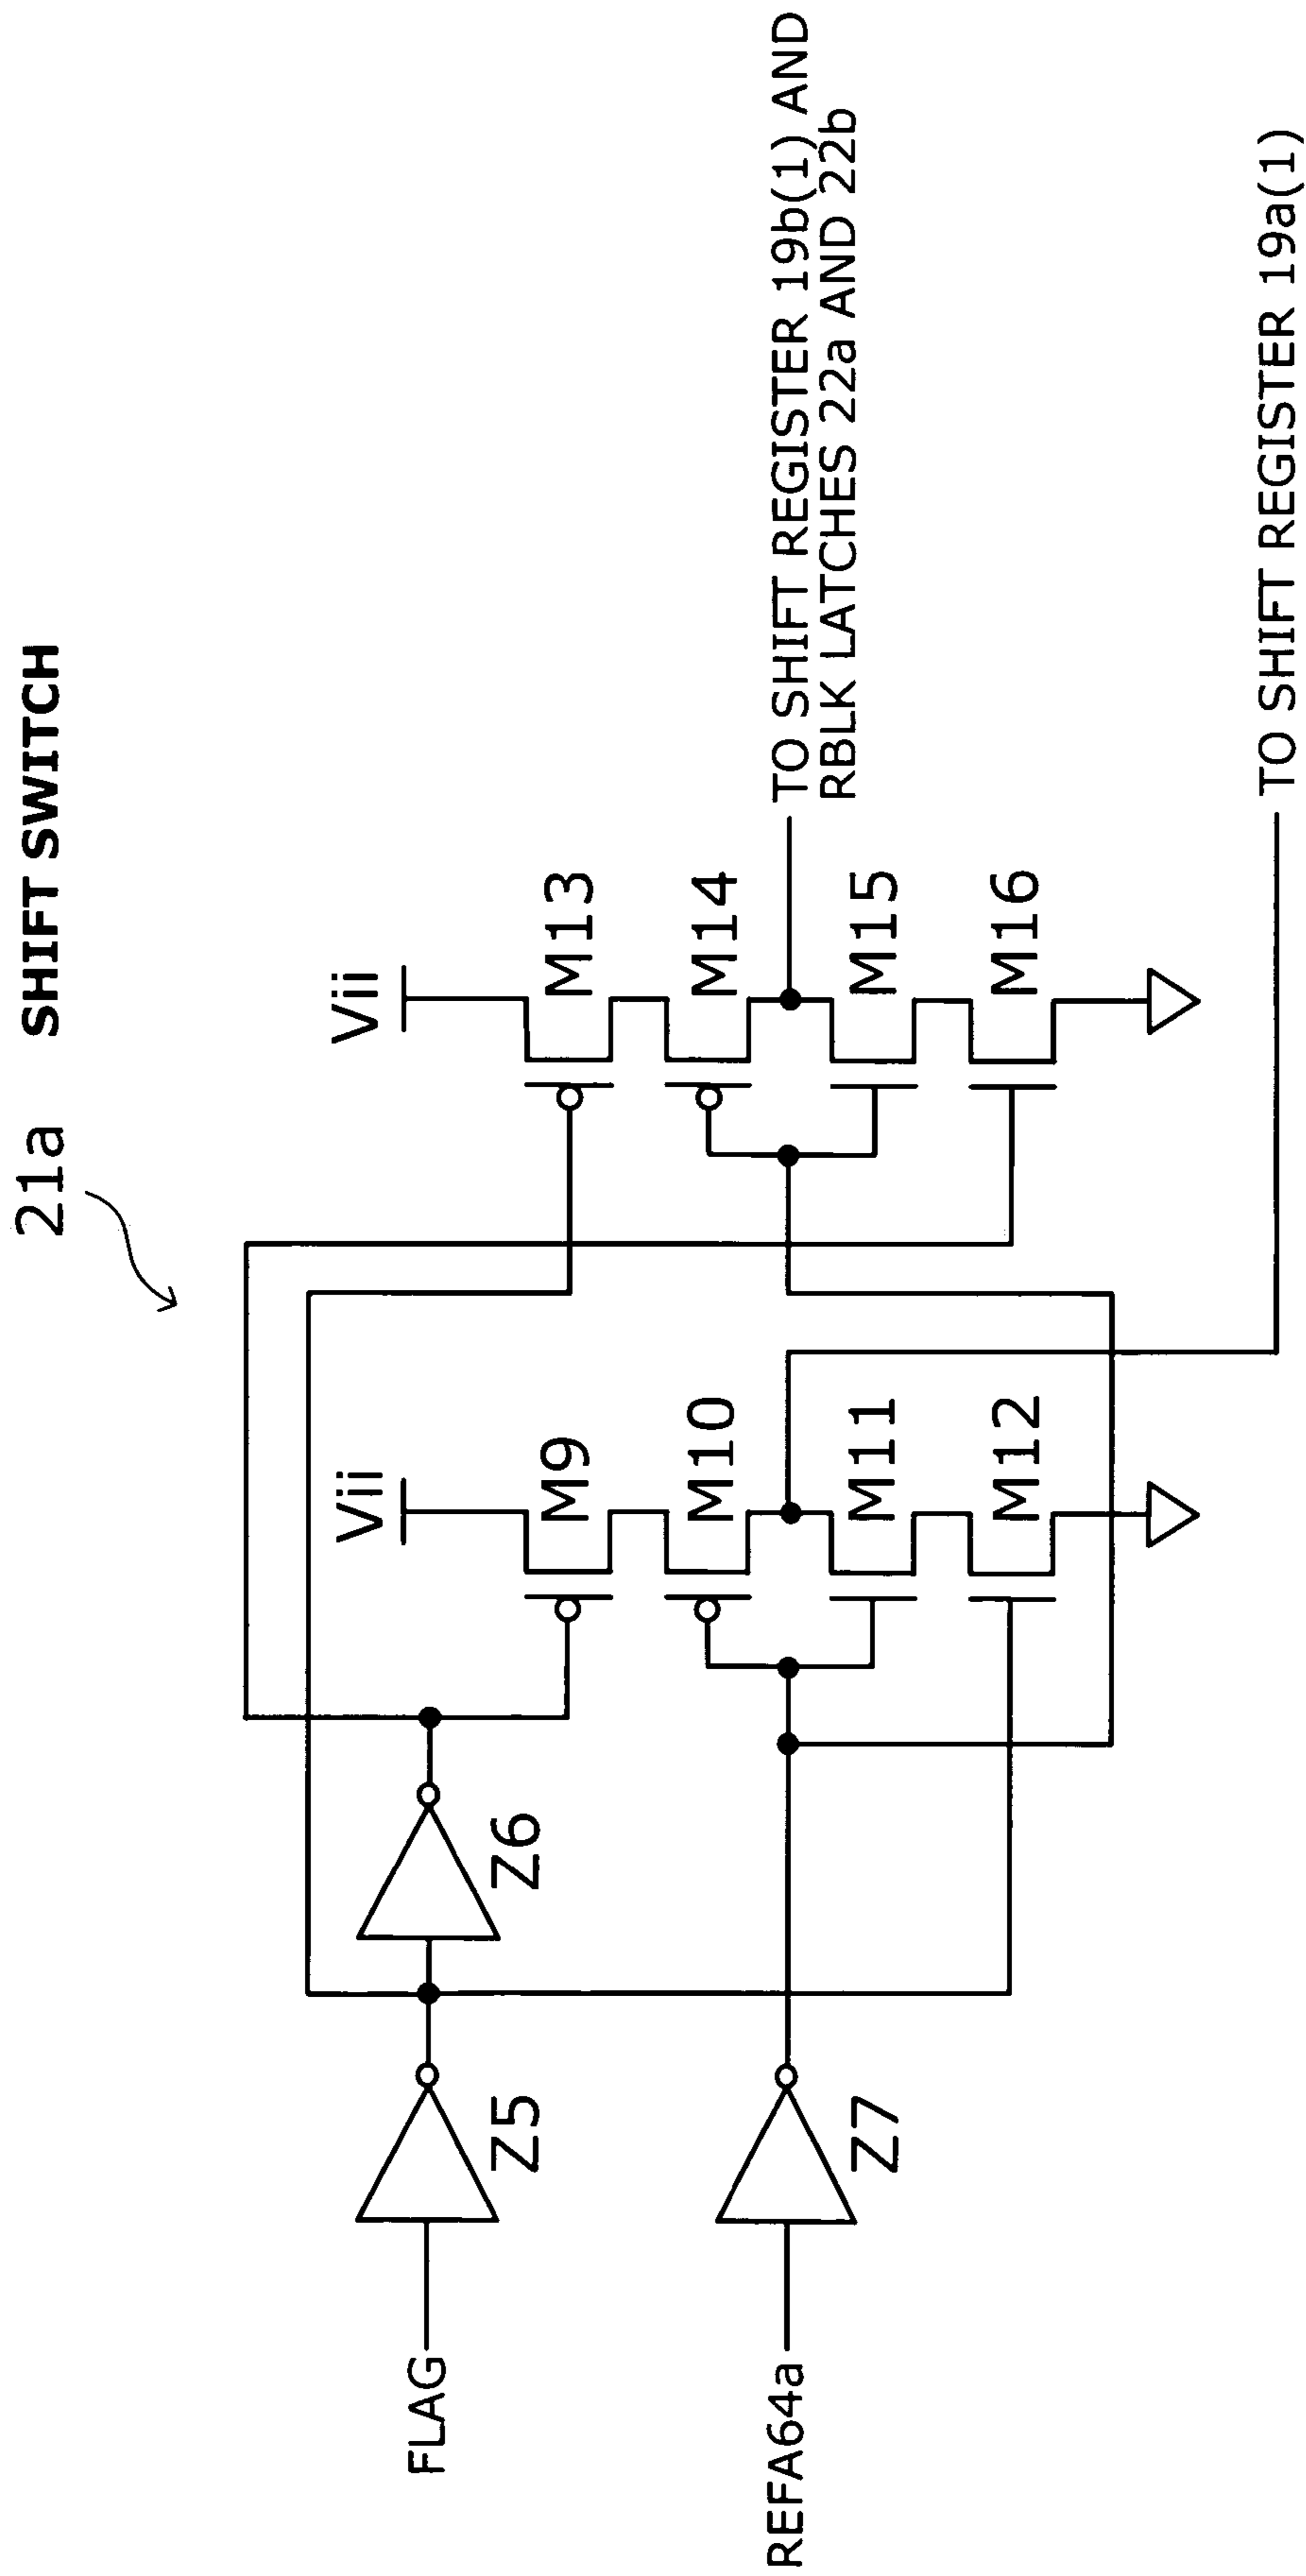 21a SHIFT SWITCH
Vii
Vii
M9
M10
M11
M12
M13
M14
M15
M16
Z5
Z6
Z7
FLAG
REFA64a
TO SHIFT REGISTER 19b(1) AND
RBLK LATCHES 22a AND 22b
TO SHIFT REGISTER 19a(1)